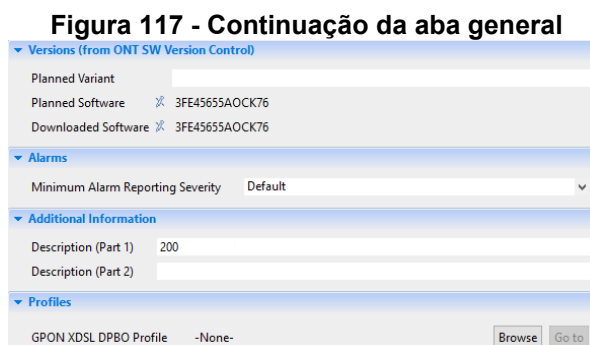 Figura 117 - Continuação da aba general
Versions (from ONT SW Version Control)
Planned Variant
Planned Software 3FE45655AOCK76
Downloaded Software 3FE45655AOCK76
Alarms
Minimum Alarm Reporting Severity Default
Additional Information
Description (Part 1) 200
Description (Part 2)
Profiles
GPON XDSL DPBO Profile -None- Browse Go to